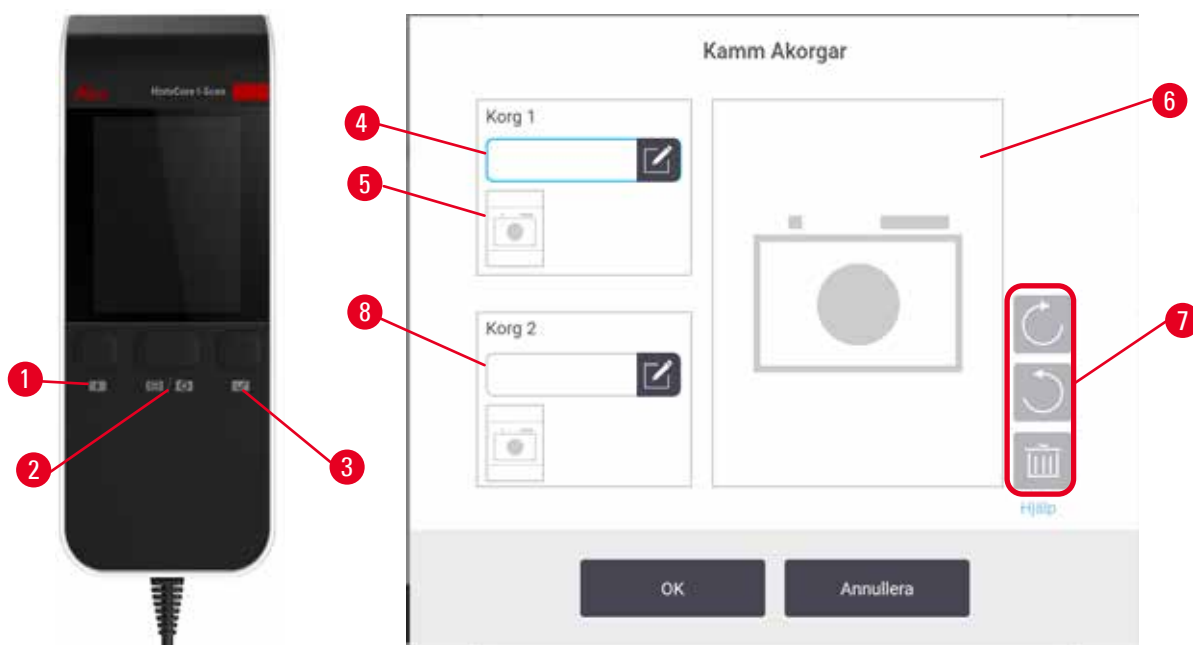 Leica
HistoCore I-Scan
1
2
3
Kamm Akorgar
Korg 1
4
5
6
Korg 2
8
7
Hjälp
OK
Annullera